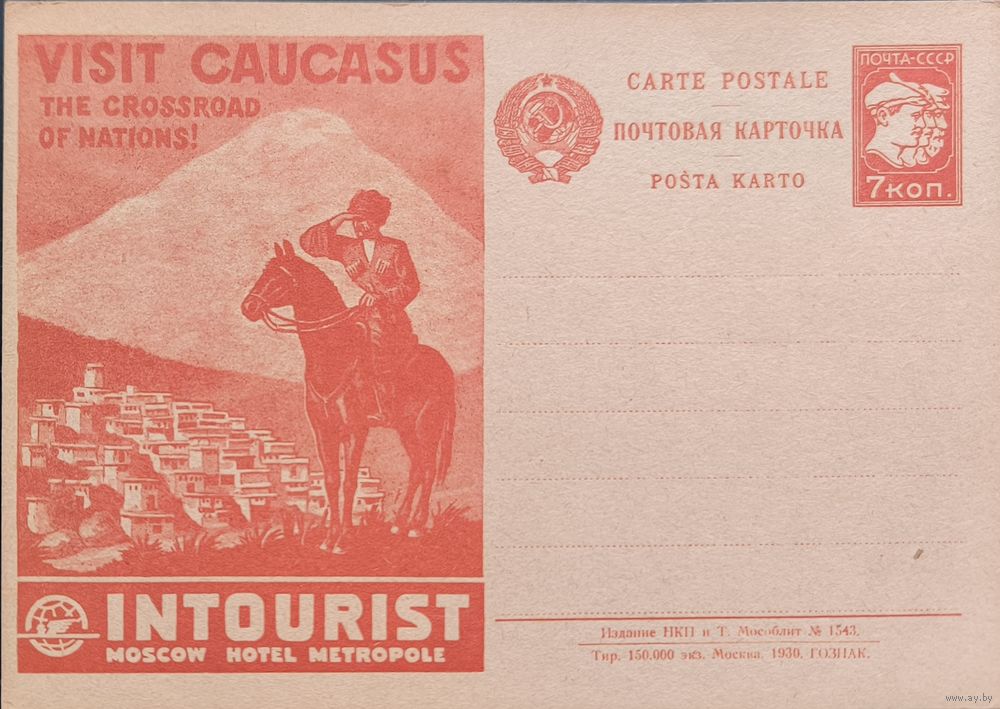 VISIT CAUCASUS
THE CROSSROAD
OF NATIONS!
INTOURIST
MOSCOW HOTEL METROPOLE
CARTE POSTALE
ПОЧТОВАЯ КАРТОЧКА
POŜTA KARTO
ПОЧТА-СССР
7 КОП.
Издание НКП и Т. Мособлит № 1543.
Тир. 150.000 экз. Москва. 1930. ГОЗНАК.
www.ay.by